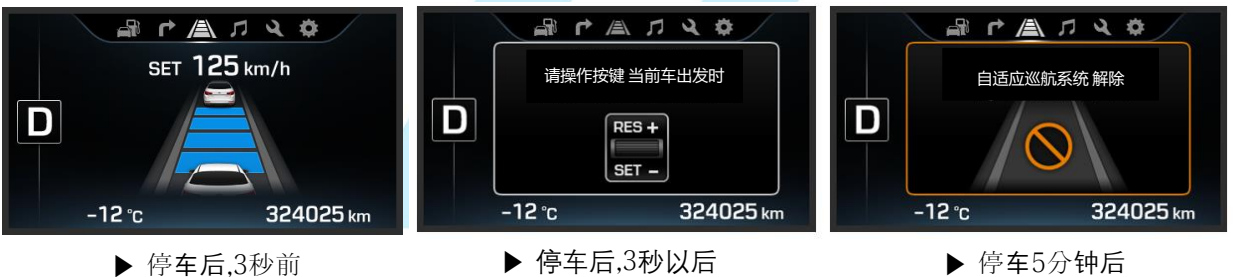 SET 125 km/h
D
-12 °C 324025 km
▶ 停车后,3秒前
请操作按键 当前车出发时
D
RES +
SET –
-12 °C 324025 km
▶ 停车后,3秒以后
自适应巡航系统 解除
D
-12 °C 324025 km
▶ 停车5分钟后